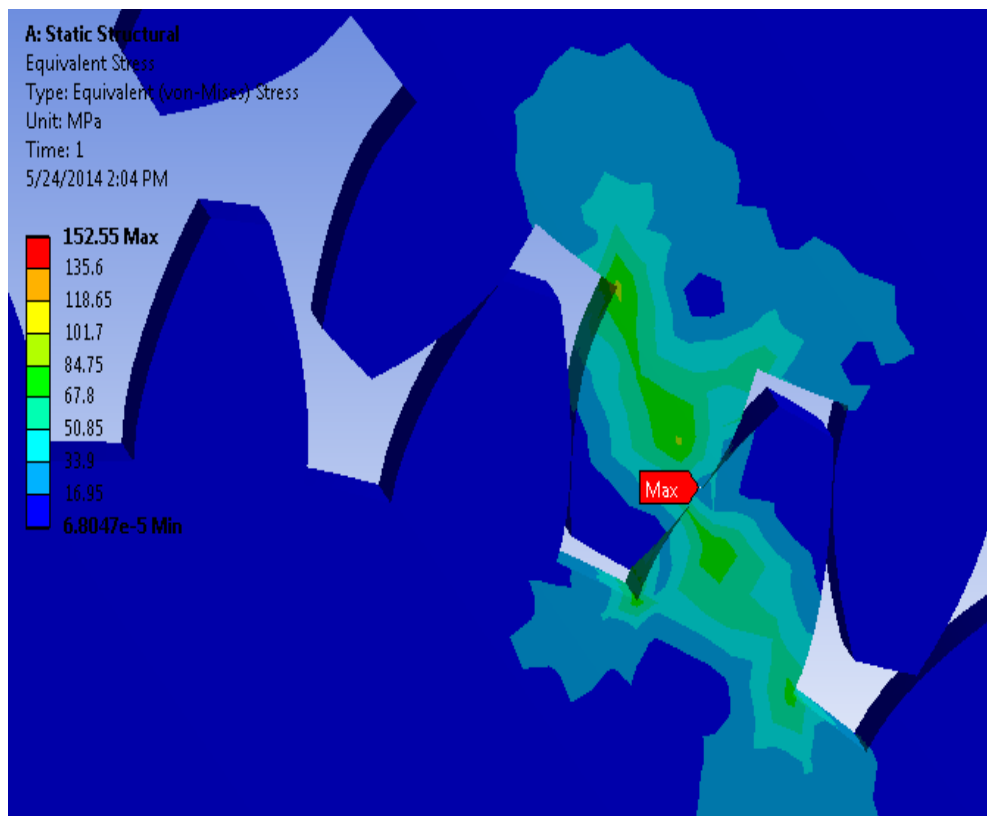 A: Static Structural
Equivalent Stress
Type: Equivalent (von-Mises) Stress
Unit: MPa
Time: 1
5/24/2014 2:04 PM
152.55 Max
135.6
118.65
101.7
84.75
67.8
50.85
33.9
16.95
6.8047e-5 Min
Max